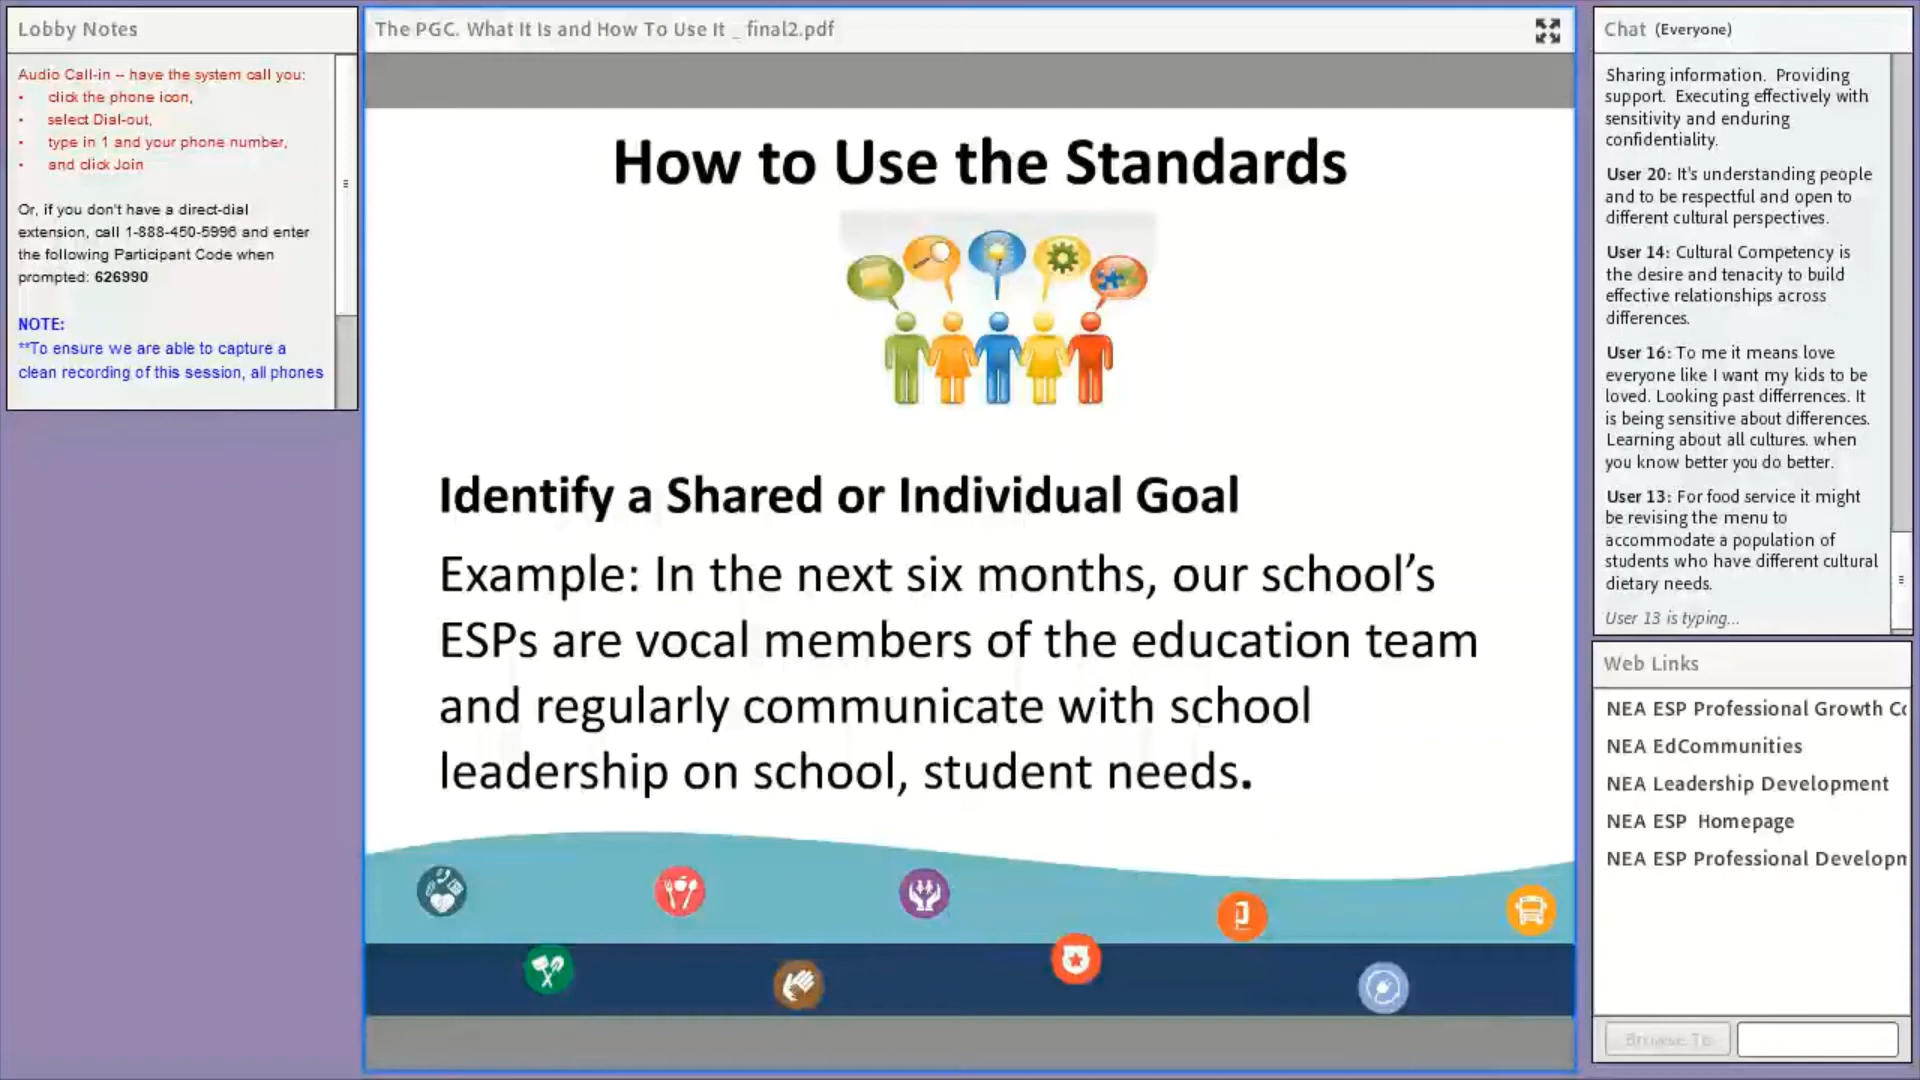 Lobby Notes
Audio Call-in -- have the system call you:
• click the phone icon,
• select Dial-out,
• type in 1 and your phone number,
• and click Join
Or, if you don't have a direct-dial
extension, call 1-888-450-5996 and enter
the following Participant Code when
prompted: 626990
NOTE:
**To ensure we are able to capture a
clean recording of this session, all phones
The PGC. What It Is and How To Use It _ final2.pdf
How to Use the Standards
Identify a Shared or Individual Goal
Example: In the next six months, our school’s
ESPs are vocal members of the education team
and regularly communicate with school
leadership on school, student needs.
Chat (Everyone)
Sharing information. Providing
support. Executing effectively with
sensitivity and enduring
confidentiality.
User 20: It's understanding people
and to be respectful and open to
different cultural perspectives.
User 14: Cultural Competency is
the desire and tenacity to build
effective relationships across
differences.
User 16: To me it means love
everyone like I want my kids to be
loved. Looking past differrences. It
is being sensitive about differences.
Learning about all cultures. when
you know better you do better.
User 13: For food service it might
be revising the menu to
accommodate a population of
students who have different cultural
dietary needs.
User 13 is typing...
Web Links
NEA ESP Professional Growth Co
NEA EdCommunities
NEA Leadership Development
NEA ESP Homepage
NEA ESP Professional Developm
Browse To